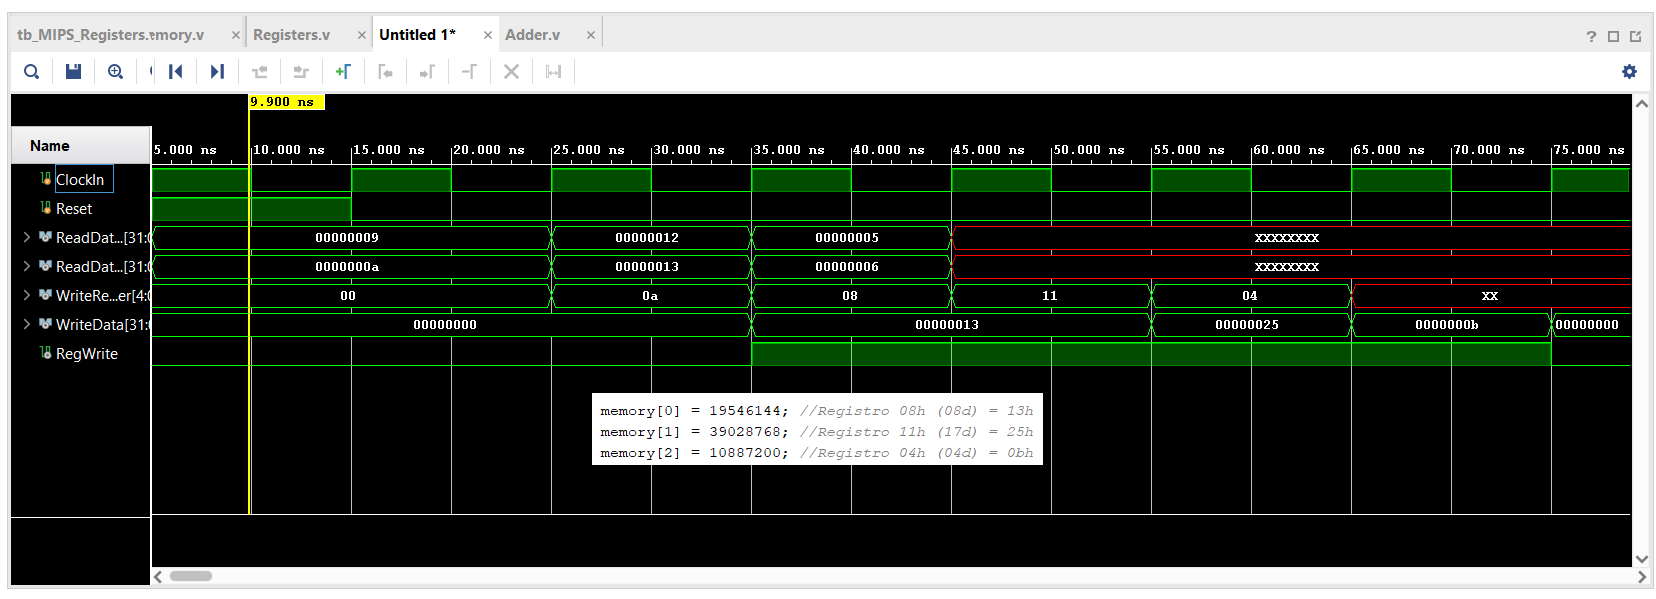 tb_MIPS_Registers.v mory.v × Registers.v × Untitled 1* × Adder.v ×
?
9.900 ns
Name
5.000 ns 10.000 ns 15.000 ns 20.000 ns 25.000 ns 30.000 ns 35.000 ns 40.000 ns 45.000 ns 50.000 ns 55.000 ns 60.000 ns 65.000 ns 70.000 ns 75.000 ns
ClockIn
Reset
ReadDat...[31:0 00000009 00000012 00000005 XXXXXXXX
ReadDat...[31:0 0000000a 00000013 00000006 XXXXXXXX
WriteRe...er[4:0 00 0a 08 11 04 XX
WriteData[31:0 00000000 00000013 00000025 0000000b 00000000
RegWrite
memory[0] = 19546144; //Registro 08h (08d) = 13h
memory[1] = 39028768; //Registro 11h (17d) = 25h
memory[2] = 10887200; //Registro 04h (04d) = 0bh